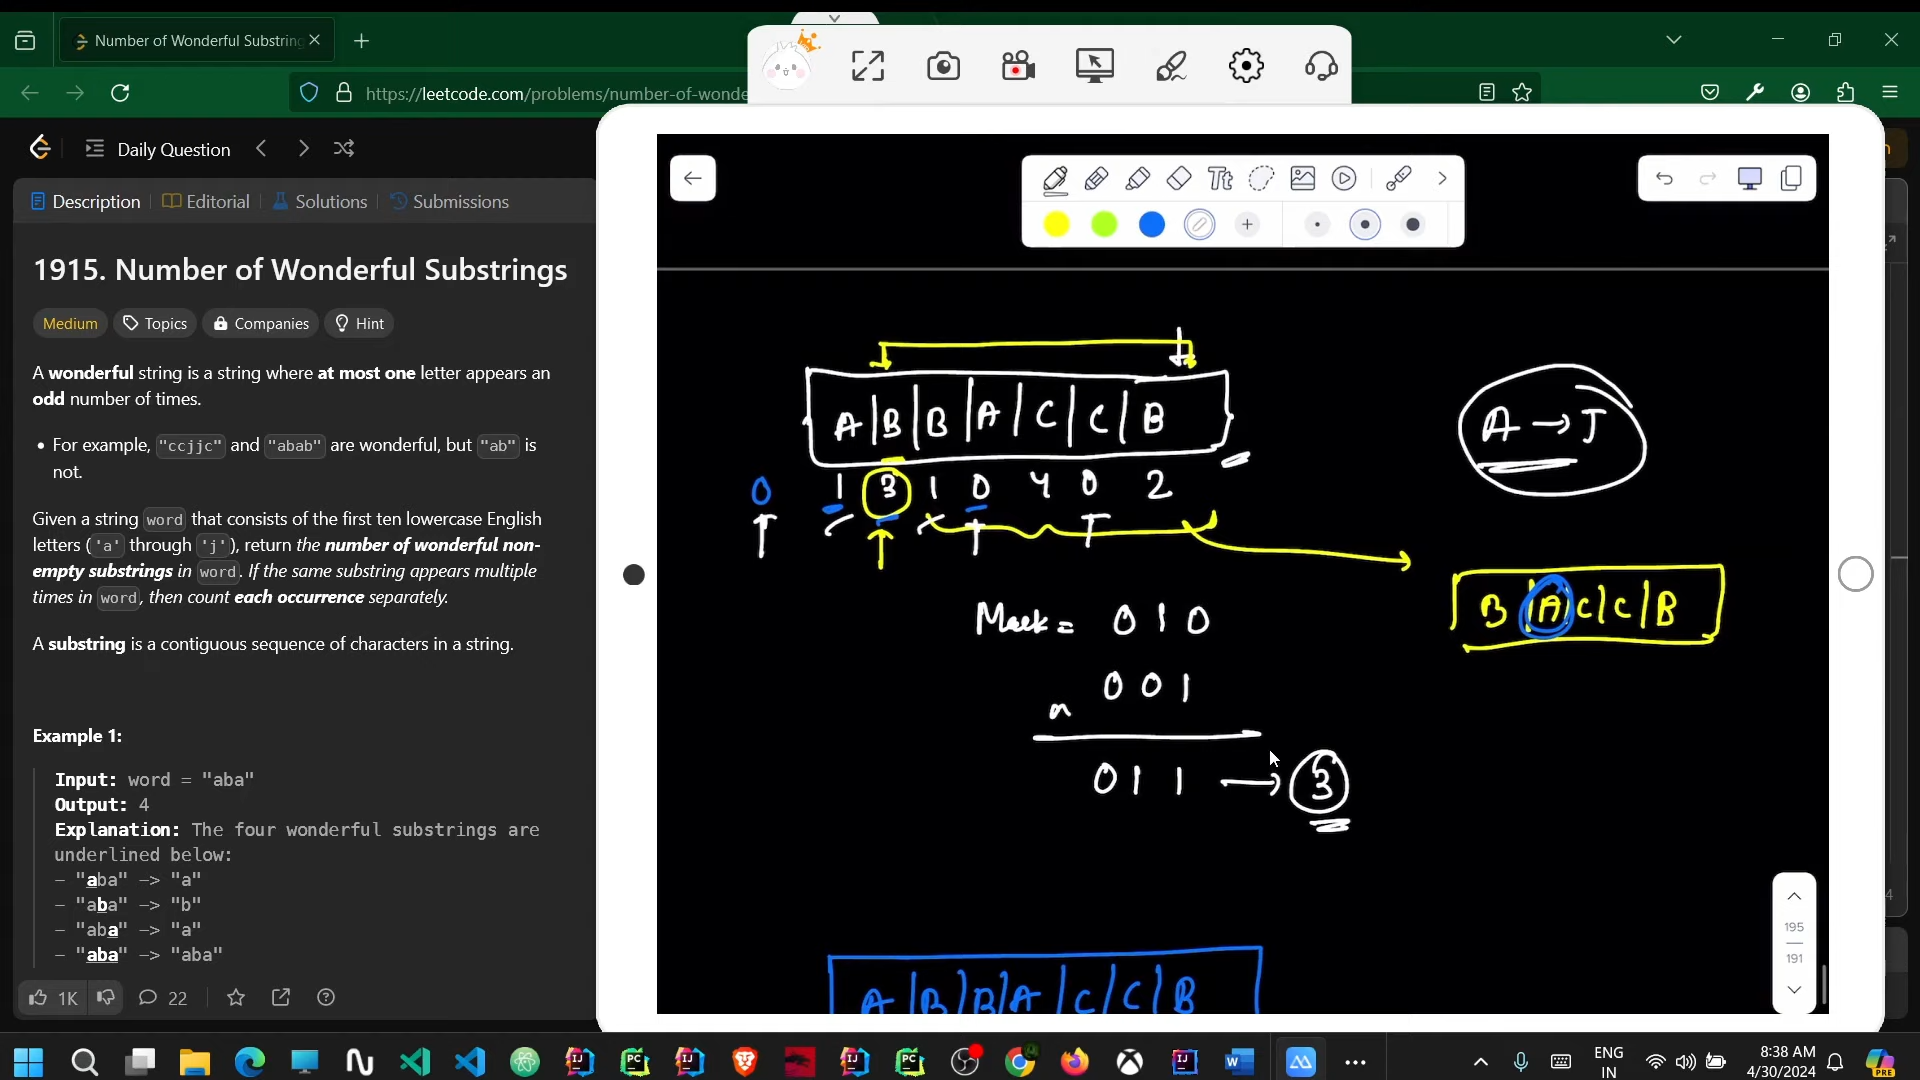 Number of Wonderful Substring
https://leetcode.com/problems/number-of-wonde
Daily Question
Description
Editorial
Solutions
Submissions
1915. Number of Wonderful Substrings
Medium
Topics
Companies
Hint
A wonderful string is a string where at most one letter appears an
odd number of times.
• For example, "ccjjc" and "abab" are wonderful, but "ab" is
not.
Given a string word that consists of the first ten lowercase English
letters ('a' through 'j'), return the number of wonderful non-
empty substrings in word. If the same substring appears multiple
times in word, then count each occurrence separately.
A substring is a contiguous sequence of characters in a string.
Example 1:
Input: word = "aba"
Output: 4
Explanation: The four wonderful substrings are
underlined below:
- "aba" -> "a"
- "aba" -> "b"
- "aba" -> "a"
- "aba" -> "aba"
1K
22
Tt
A | B | B | A | C | C | B
0 1 3 1 0 4 0 2
A → J
B | A | C | C | B
Mask = 0 1 0
0 0 1
^
0 1 1 → 3
A | B | B | A | C | C | B
195
191
ENG
IN
8:38 AM
4/30/2024